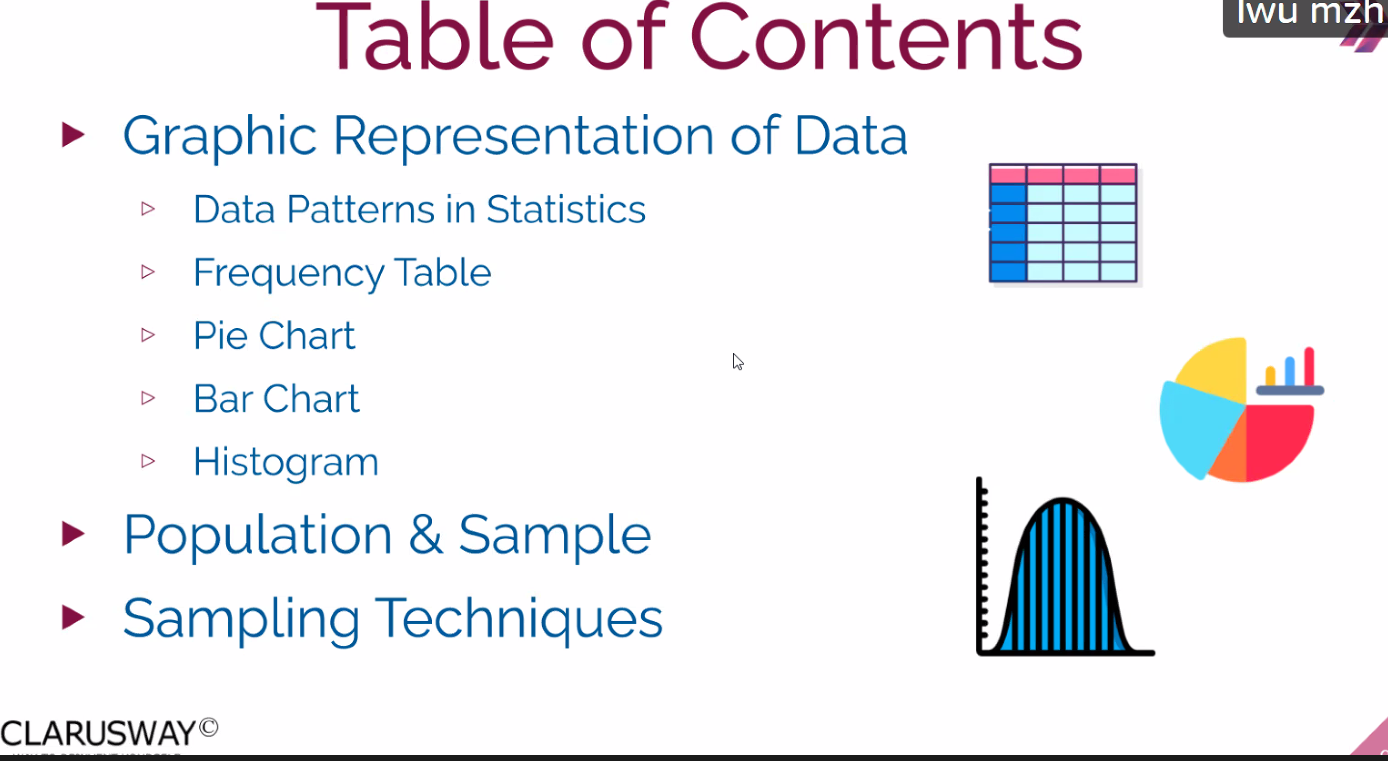 Table of Contents
lwu mzh
Graphic Representation of Data
Data Patterns in Statistics
Frequency Table
Pie Chart
Bar Chart
Histogram
Population & Sample
Sampling Techniques
CLARUSWAY©